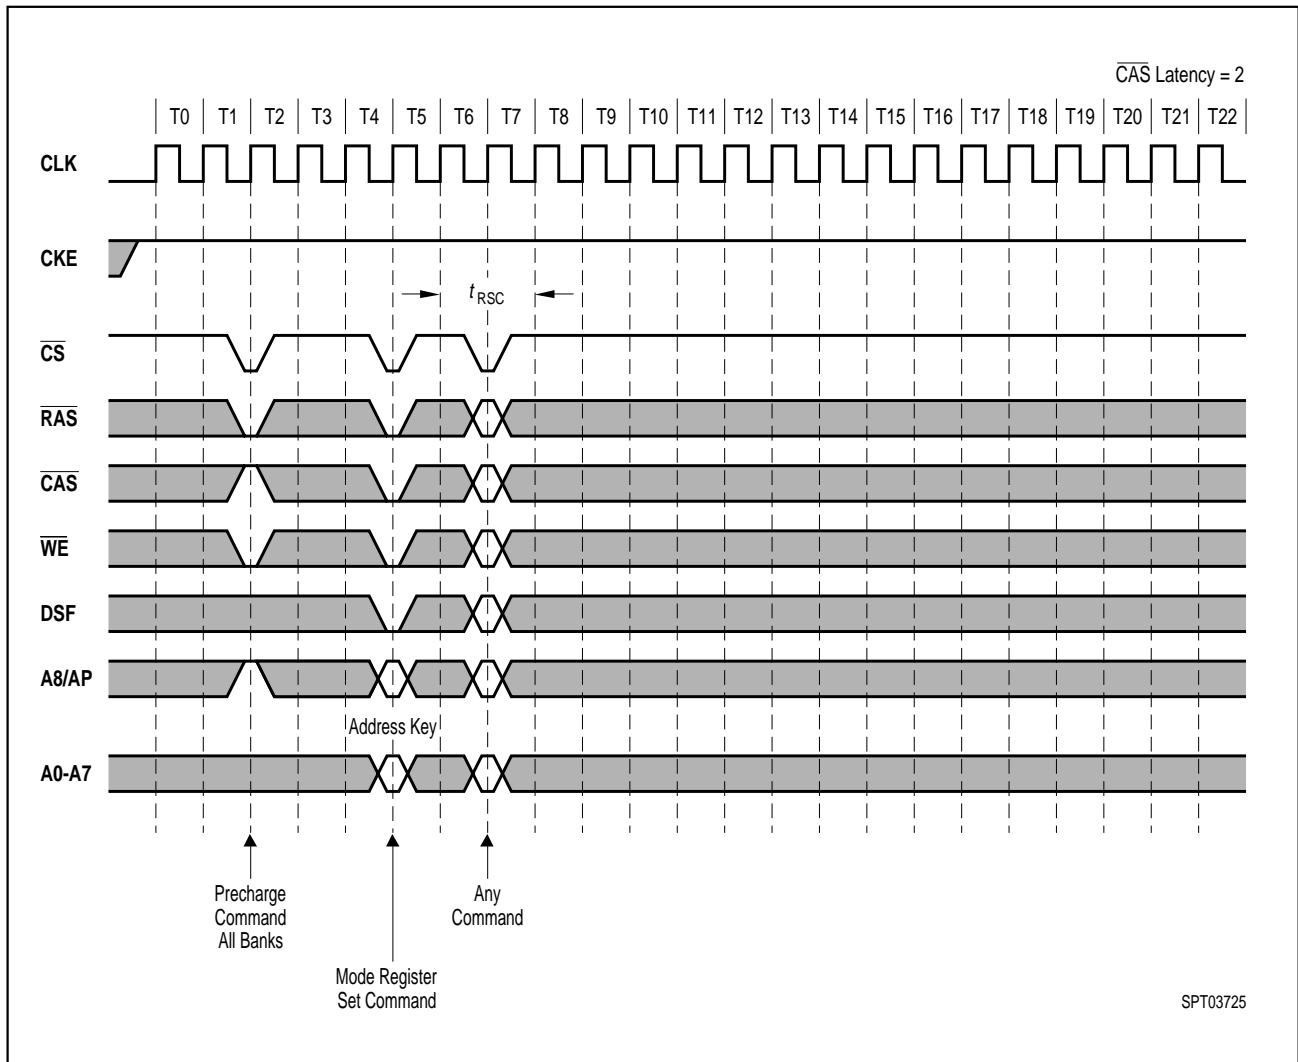 CAS Latency = 2
T0 T1 T2 T3 T4 T5 T6 T7 T8 T9 T10 T11 T12 T13 T14 T15 T16 T17 T18 T19 T20 T21 T22
CLK
CKE
tRSC
CS
RAS
CAS
WE
DSF
A8/AP
Address Key
A0-A7
Precharge
Command
All Banks
Any
Command
Mode Register
Set Command
SPT03725